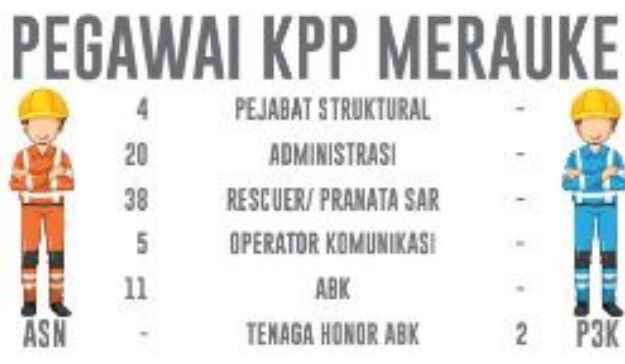 PEGAWAI KPP MERAUKE
4 PEJABAT STRUKTURAL -
20 ADMINISTRASI -
38 RESCUER/ PRANATA SAR -
5 OPERATOR KOMUNIKASI -
11 ABK -
ASN - TENAGA HONOR ABK 2 P3K